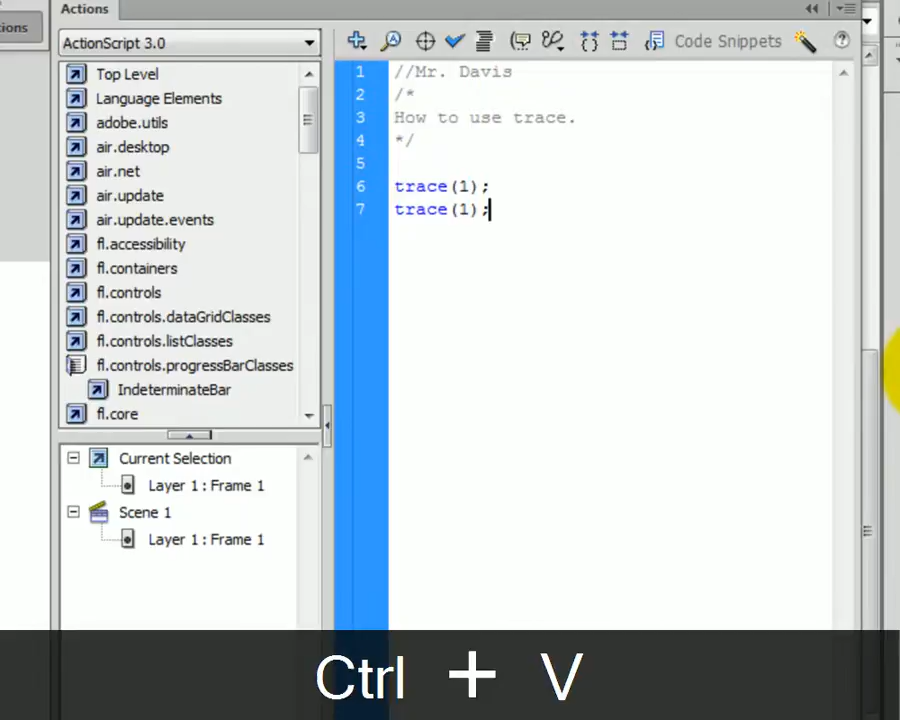 Actions
ions
ActionScript 3.0
Code Snippets
Top Level
Language Elements
adobe.utils
air.desktop
air.net
air.update
air.update.events
fl.accessibility
fl.containers
fl.controls
fl.controls.dataGridClasses
fl.controls.listClasses
fl.controls.progressBarClasses
IndeterminateBar
fl.core
Current Selection
Layer 1 : Frame 1
Scene 1
Layer 1 : Frame 1
1 //Mr. Davis
2 /*
3 How to use trace.
4 */
5
6 trace(1);
7 trace(1);
Ctrl + V